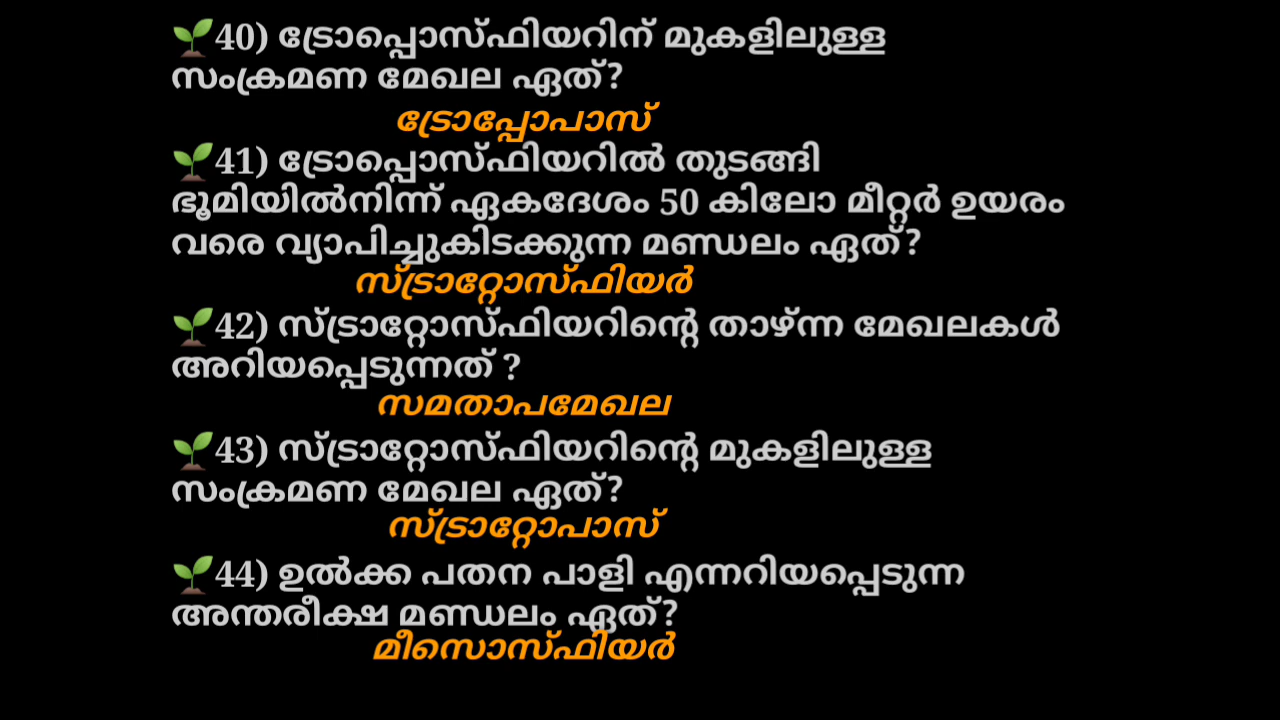 🌱40) ട്രോപ്പൊസ്ഫിയറിന് മുകളിലുള്ള
സംക്രമണ മേഖല ഏത്?
ട്രോപ്പോപാസ്
🌱41) ട്രോപ്പൊസ്ഫിയറിൽ തുടങ്ങി
ഭൂമിയിൽനിന്ന് ഏകദേശം 50 കിലോ മീറ്റർ ഉയരം
വരെ വ്യാപിച്ചുകിടക്കുന്ന മണ്ഡലം ഏത്?
സ്ട്രാറ്റോസ്ഫിയർ
🌱42) സ്ട്രാറ്റോസ്ഫിയറിന്റെ താഴ്ന്ന മേഖലകൾ
അറിയപ്പെടുന്നത് ?
സമതാപമേഖല
🌱43) സ്ട്രാറ്റോസ്ഫിയറിന്റെ മുകളിലുള്ള
സംക്രമണ മേഖല ഏത്?
സ്ട്രാറ്റോപാസ്
🌱44) ഉൽക്ക പതന പാളി എന്നറിയപ്പെടുന്ന
അന്തരീക്ഷ മണ്ഡലം ഏത്?
മീസൊസ്ഫിയർ